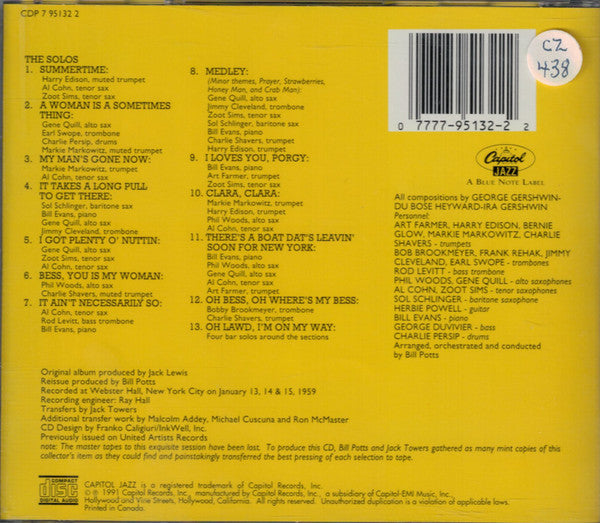 CDP 7 95132 2
THE SOLOS
1. SUMMERTIME:
Harry Edison, muted trumpet
Al Cohn, tenor sax
Zoot Sims, tenor sax
2. A WOMAN IS A SOMETIMES
THING:
Gene Quill, alto sax
Earl Swope, trombone
Charlie Persip, drums
Markie Markowitz, muted trumpet
3. MY MAN'S GONE NOW:
Markie Markowitz, trumpet
Al Cohn, tenor sax
4. IT TAKES A LONG PULL
TO GET THERE:
Sol Schlinger, baritone sax
Bill Evans, piano
Gene Quill, alto sax
Jimmy Cleveland, trombone
5. I GOT PLENTY O' NUTTIN:
Gene Quill, alto sax
Zoot Sims, tenor sax
Al Cohn, tenor sax
6. BESS, YOU IS MY WOMAN:
Phil Woods, alto sax
Charlie Shavers, muted trumpet
7. IT AIN'T NECESSARILY SO:
Al Cohn, tenor sax
Rod Levitt, bass trombone
Bill Evans, piano
8. MEDLEY:
(Minor themes, Prayer, Strawberries,
Honey Man, and Crab Man):
Gene Quill, alto sax
Jimmy Cleveland, trombone
Zoot Sims, tenor sax
Sol Schlinger, baritone sax
Bill Evans, piano
Charlie Shavers, trumpet
Harry Edison, trumpet
9. I LOVES YOU, PORGY:
Bill Evans, piano
Art Farmer, trumpet
Zoot Sims, tenor sax
10. CLARA, CLARA:
Markie Markowitz, trumpet
Harry Edison, trumpet
Phil Woods, alto sax
Al Cohn, tenor sax
11. THERE'S A BOAT DAT'S LEAVIN'
SOON FOR NEW YORK:
Bill Evans, piano
Phil Woods, alto sax
Gene Quill, alto sax
Al Cohn, tenor sax
Art Farmer, trumpet
12. OH BESS, OH WHERE'S MY BESS:
Bobby Brookmeyer, trombone
Charlie Shavers, trumpet
13. OH LAWD, I'M ON MY WAY:
Four bar solos around the sections
CZ
438
0 7777-95132-2 2
Capitol
JAZZ
A BLUE NOTE LABEL
All compositions by GEORGE GERSHWIN-
DU BOSE HEYWARD-IRA GERSHWIN
Personnel:
ART FARMER, HARRY EDISON, BERNIE
GLOW, MARKIE MARKOWITZ, CHARLIE
SHAVERS - trumpets
BOB BROOKMEYER, FRANK REHAK, JIMMY
CLEVELAND, EARL SWOPE - trombones
ROD LEVITT - bass trombone
PHIL WOODS, GENE QUILL - alto saxophones
AL COHN, ZOOT SIMS - tenor saxophones
SOL SCHLINGER - baritone saxophone
HERBIE POWELL - guitar
BILL EVANS - piano
GEORGE DUVIVIER - bass
CHARLIE PERSIP - drums
Arranged, orchestrated and conducted
by Bill Potts
Original album produced by Jack Lewis
Reissue produced by Bill Potts
Recorded at Webster Hall, New York City on January 13, 14 & 15, 1959
Recording engineer: Ray Hall
Transfers by Jack Towers
Additional transfer work by Malcolm Addey, Michael Cuscuna and Ron McMaster
CD Design by Franko Caligiuri/InkWell, Inc.
Previously issued on United Artists Records
note: The master tapes to this exquisite session have been lost. To produce this CD, Bill Potts and Jack Towers gathered as many mint copies of this
collector's item as they could find and painstakingly transferred the best pressing of each selection to tape.
COMPACT
disc
DIGITAL AUDIO
CAPITOL JAZZ is a registered trademark of Capitol Records, Inc.
© ℗ 1991 Capitol Records, Inc., manufactured by Capitol Records, Inc., a subsidiary of Capitol-EMI Music, Inc.,
Hollywood and Vine Streets, Hollywood, California. All rights reserved. Unauthorized duplication is a violation of applicable laws.
Printed in Canada.